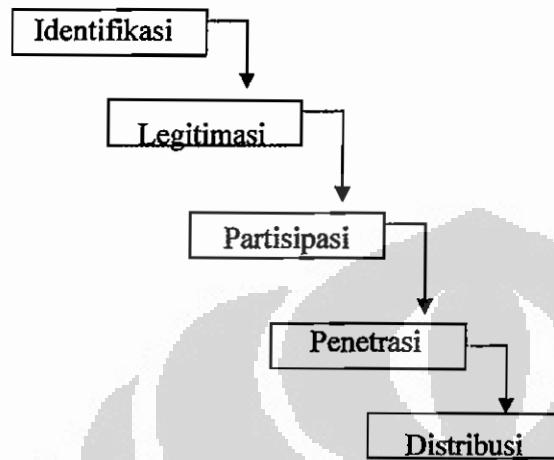 Identifikasi
Legitimasi
Partisipasi
Penetrasi
Distribusi